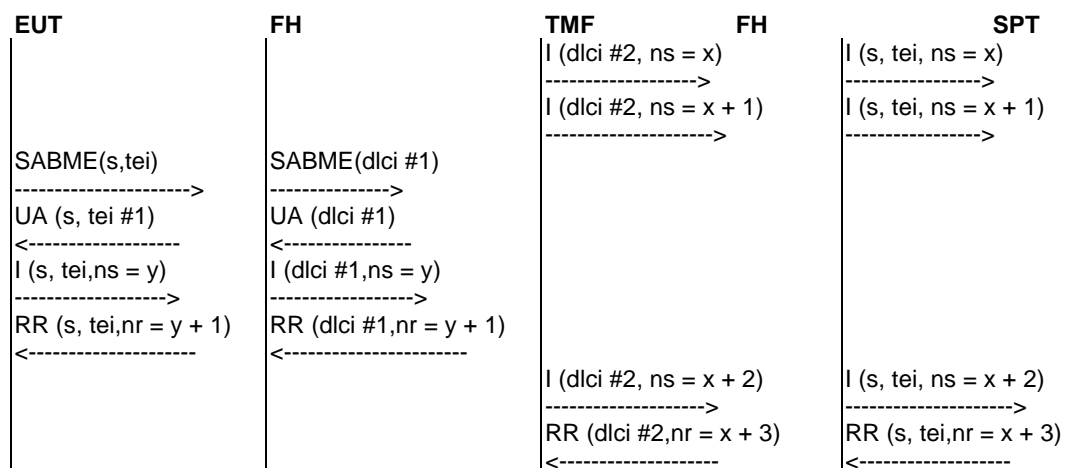 EUT FH TMF FH SPT
I (dlci #2, ns = x) I (s, tei, ns = x)
-------------------> ----------------->
I (dlci #2, ns = x + 1) I (s, tei, ns = x + 1)
---------------------> ----------------->
SABME(s,tei) SABME(dlci #1)
----------------------> --------------->
UA (s, tei #1) UA (dlci #1)
<------------------- <----------------
I (s, tei,ns = y) I (dlci #1,ns = y)
-------------------> ------------------>
RR (s, tei,nr = y + 1) RR (dlci #1,nr = y + 1)
<--------------------- <-----------------------
I (dlci #2, ns = x + 2) I (s, tei, ns = x + 2)
--------------------> --------------------->
RR (dlci #2,nr = x + 3) RR (s, tei,nr = x + 3)
<-------------------- <-------------------